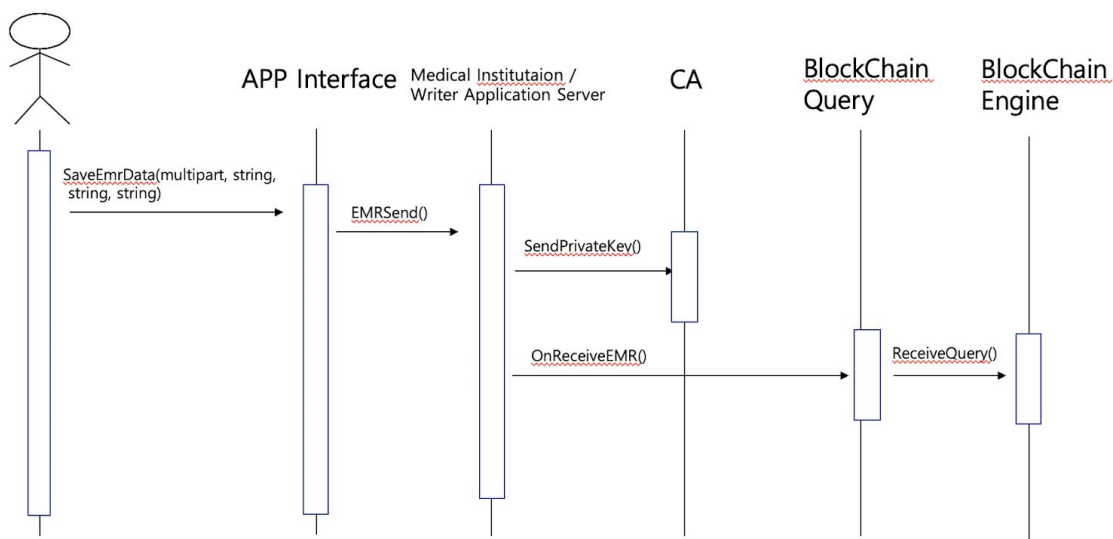 APP Interface
Medical Institutaion /
Writer Application Server
CA
BlockChain
Query
BlockChain
Engine
SaveEmrData(multipart, string,
string, string)
EMRSend()
SendPrivateKey()
OnReceiveEMR()
ReceiveQuery()